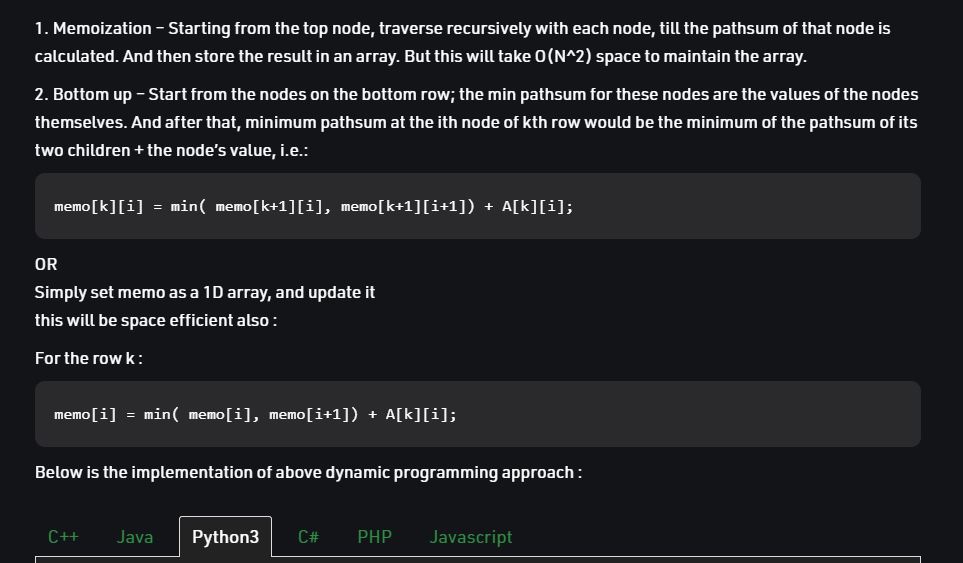 1. Memoization – Starting from the top node, traverse recursively with each node, till the pathsum of that node is
calculated. And then store the result in an array. But this will take O(N^2) space to maintain the array.
2. Bottom up – Start from the nodes on the bottom row; the min pathsum for these nodes are the values of the nodes
themselves. And after that, minimum pathsum at the ith node of kth row would be the minimum of the pathsum of its
two children + the node's value, i.e.:
memo[k][i] = min( memo[k+1][i], memo[k+1][i+1]) + A[k][i];
OR
Simply set memo as a 1D array, and update it
this will be space efficient also :
For the row k :
memo[i] = min( memo[i], memo[i+1]) + A[k][i];
Below is the implementation of above dynamic programming approach :
C++ Java Python3 C# PHP Javascript